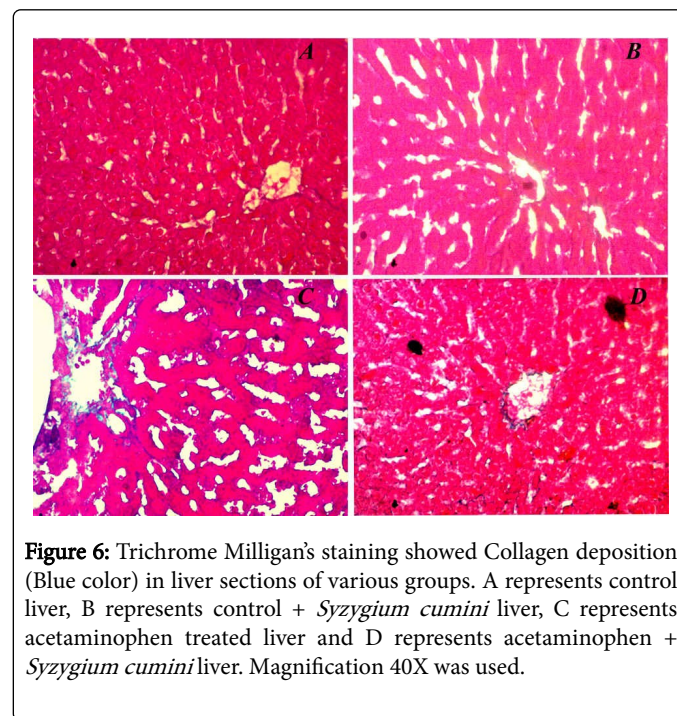 A
B
C
D
Figure 6: Trichrome Milligan's staining showed Collagen deposition
(Blue color) in liver sections of various groups. A represents control
liver, B represents control + Syzygium cumini liver, C represents
acetaminophen treated liver and D represents acetaminophen +
Syzygium cumini liver. Magnification 40X was used.